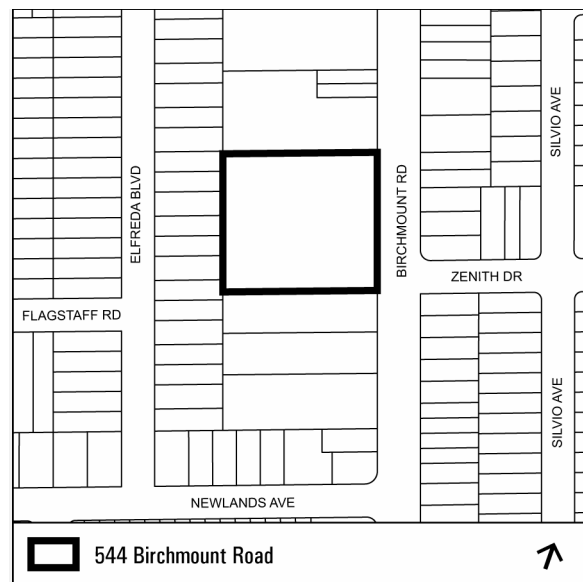 SILVIO AVE
ELFREDA BLVD
BIRCHMOUNT RD
ZENITH DR
FLAGSTAFF RD
SILVIO AVE
NEWLANDS AVE
544 Birchmount Road